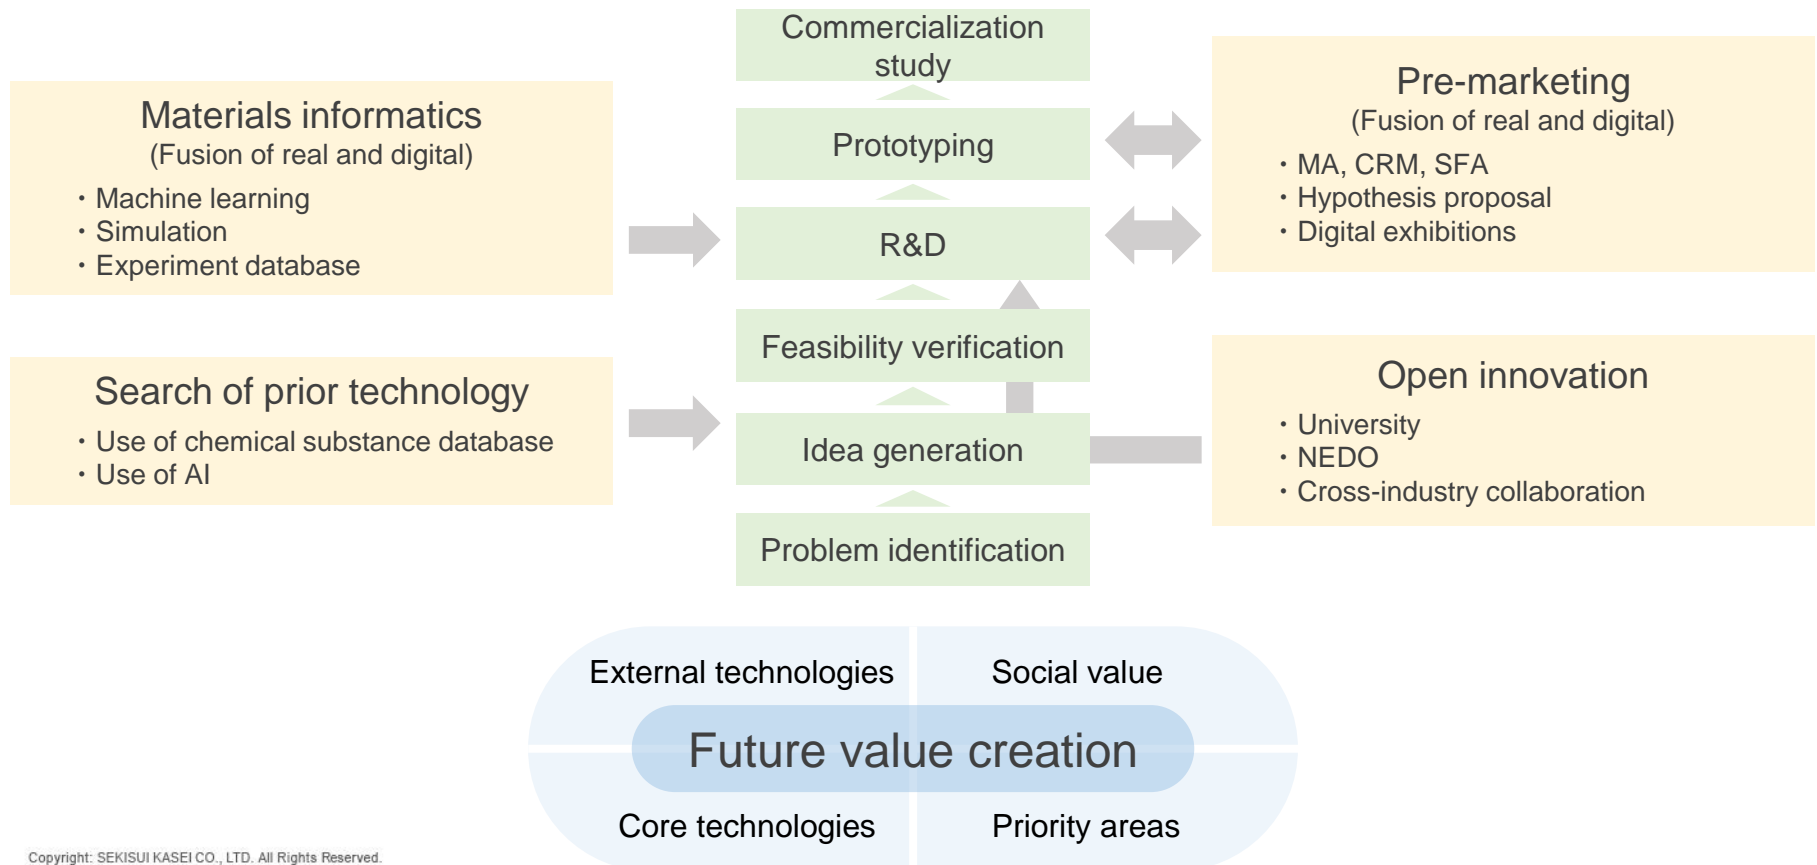 Commercialization
study
Materials informatics
(Fusion of real and digital)
・Machine learning
・Simulation
・Experiment database
Prototyping
Pre-marketing
(Fusion of real and digital)
・MA, CRM, SFA
・Hypothesis proposal
・Digital exhibitions
R&D
Feasibility verification
Search of prior technology
・Use of chemical substance database
・Use of AI
Idea generation
Open innovation
・University
・NEDO
・Cross-industry collaboration
Problem identification
External technologies
Social value
Future value creation
Core technologies
Priority areas
Copyright: SEKISUI KASEI CO., LTD. All Rights Reserved.